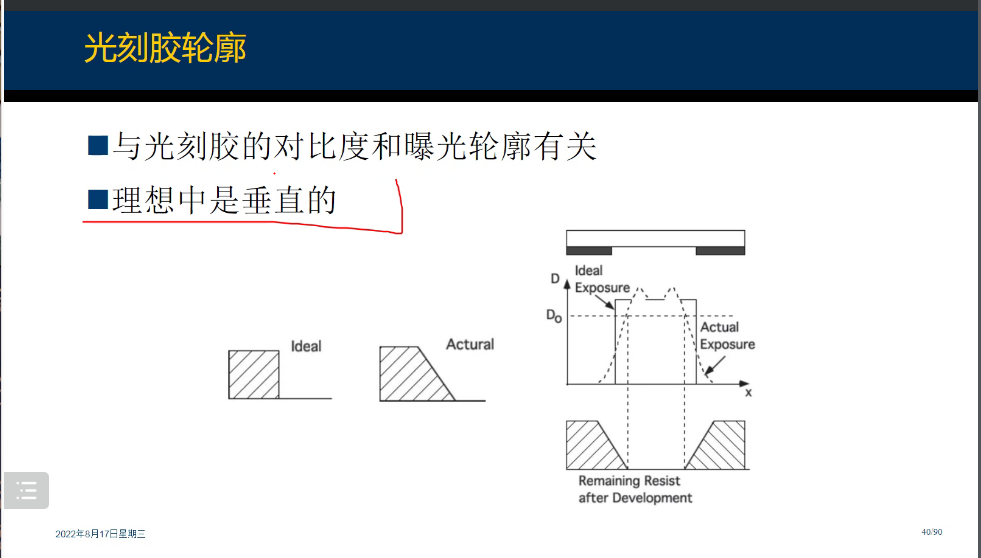 光刻胶轮廓
与光刻胶的对比度和曝光轮廓有关
理想中是垂直的
Ideal
Actural
D
Ideal
Exposure
D₀
Actual
Exposure
x
Remaining Resist
after Development
2022年8月17日星期三
40/90